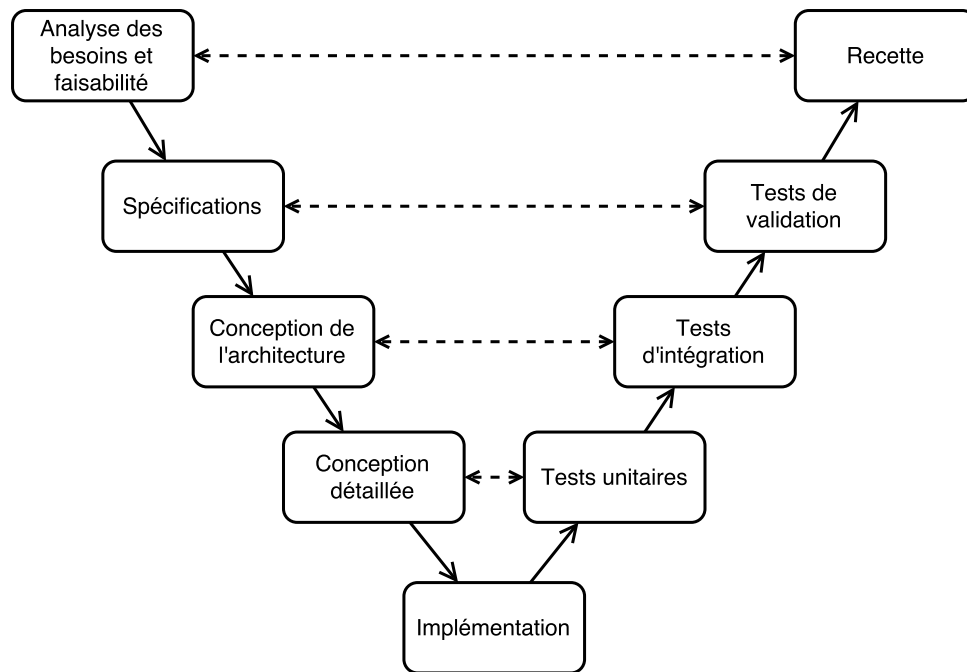 Analyse des
besoins et
faisabilité
Recette
Spécifications
Tests de
validation
Conception de
l'architecture
Tests
d'intégration
Conception
détaillée
Tests unitaires
Implémentation